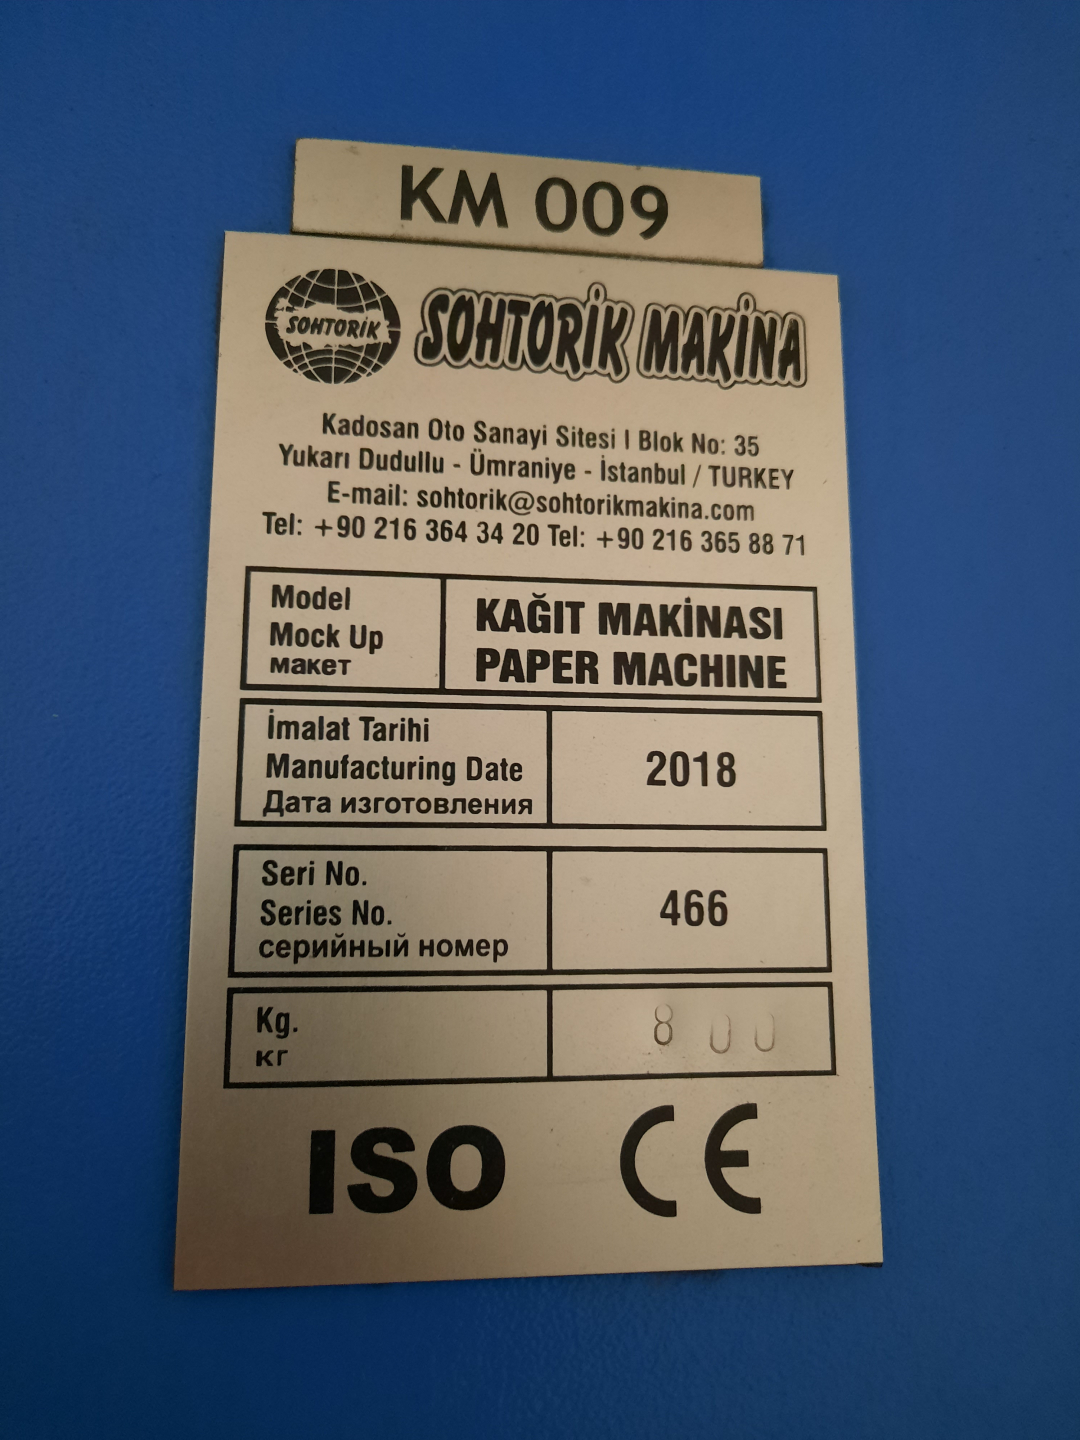 KM 009
SOHTORİK
SOHTORİK MAKİNA
Kadosan Oto Sanayi Sitesi I Blok No: 35
Yukarı Dudullu - Ümraniye - İstanbul / TURKEY
E-mail: sohtorik@sohtorikmakina.com
Tel: +90 216 364 34 20 Tel: +90 216 365 88 71
Model
Mock Up
макет
KAĞIT MAKİNASI
PAPER MACHINE
İmalat Tarihi
Manufacturing Date
Дата изготовления
2018
Seri No.
Series No.
серийный номер
466
Kg.
кг
800
ISO CE